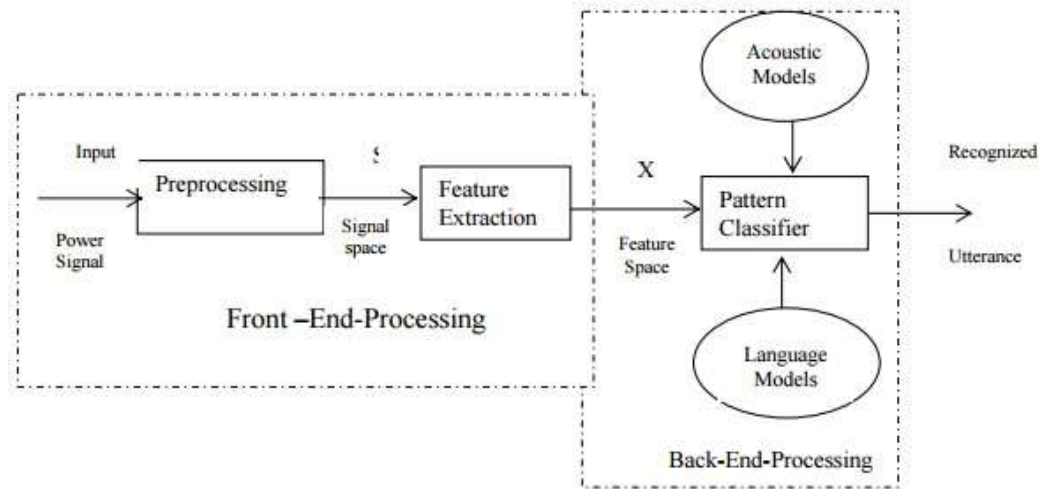 Acoustic
Models
Input
S
X
Recognized
Preprocessing
Feature
Extraction
Pattern
Classifier
Power
Signal
Signal
space
Feature
Space
Utterance
Front –End-Processing
Language
Models
Back-End-Processing